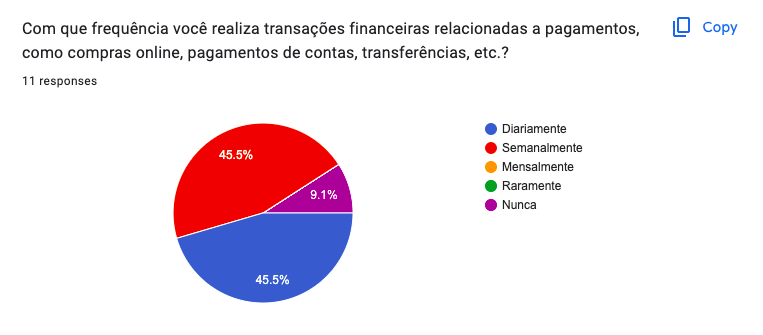 Com que frequência você realiza transações financeiras relacionadas a pagamentos,
como compras online, pagamentos de contas, transferências, etc.?
Copy
11 responses
45.5%
9.1%
45.5%
Diariamente
Semanalmente
Mensalmente
Raramente
Nunca